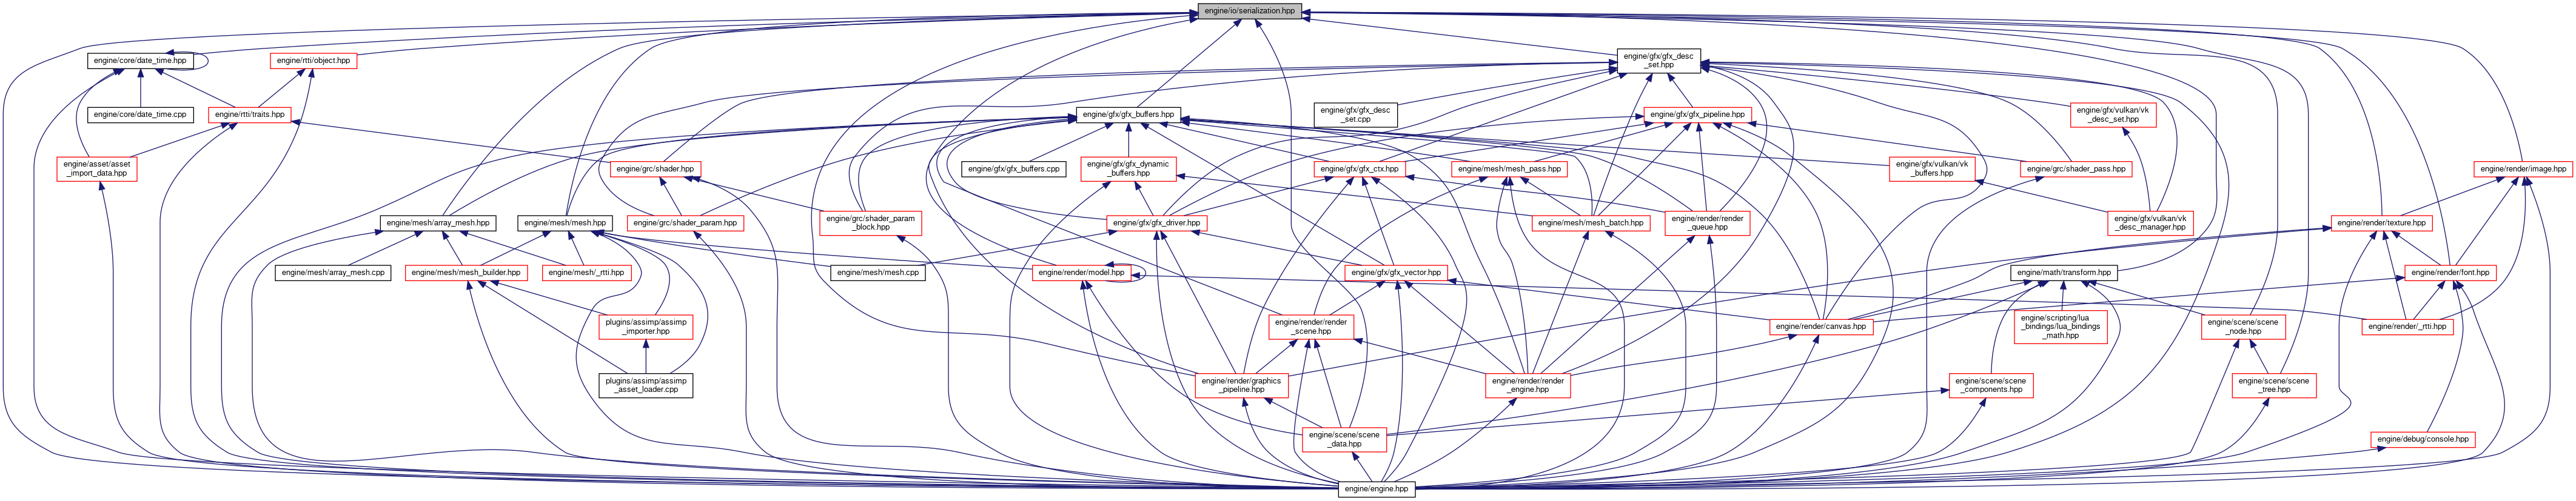 engine/io/serialization.hpp
engine/core/date_time.hpp
engine/rtti/object.hpp
engine/gfx/gfx_desc
_set.hpp
engine/core/date_time.cpp
engine/rtti/traits.hpp
engine/gfx/gfx_buffers.hpp
engine/gfx/gfx_desc
_set.cpp
engine/gfx/gfx_pipeline.hpp
engine/gfx/vulkan/vk
_desc_set.hpp
engine/asset/asset
_import_data.hpp
engine/grc/shader.hpp
engine/gfx/gfx_buffers.cpp
engine/gfx/gfx_dynamic
_buffers.hpp
engine/gfx/gfx_ctx.hpp
engine/mesh/mesh_pass.hpp
engine/gfx/vulkan/vk
_buffers.hpp
engine/grc/shader_pass.hpp
engine/render/image.hpp
engine/mesh/array_mesh.hpp
engine/mesh/mesh.hpp
engine/grc/shader_param.hpp
engine/grc/shader_param
_block.hpp
engine/gfx/gfx_driver.hpp
engine/mesh/mesh_batch.hpp
engine/render/render
_queue.hpp
engine/gfx/vulkan/vk
_desc_manager.hpp
engine/render/texture.hpp
engine/mesh/array_mesh.cpp
engine/mesh/mesh_builder.hpp
engine/mesh/_rtti.hpp
engine/mesh/mesh.cpp
engine/render/model.hpp
engine/gfx/gfx_vector.hpp
engine/math/transform.hpp
engine/render/font.hpp
plugins/assimp/assimp
_importer.hpp
engine/render/render
_scene.hpp
engine/render/canvas.hpp
engine/scripting/lua
_bindings/lua_bindings
_math.hpp
engine/scene/scene
_node.hpp
engine/render/_rtti.hpp
plugins/assimp/assimp
_asset_loader.cpp
engine/render/graphics
_pipeline.hpp
engine/render/render
_engine.hpp
engine/scene/scene
_components.hpp
engine/scene/scene
_tree.hpp
engine/scene/scene
_data.hpp
engine/debug/console.hpp
engine/engine.hpp